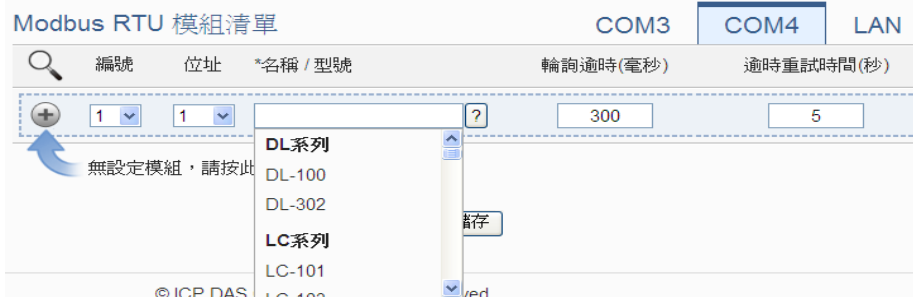 Modbus RTU 模組清單 COM3 COM4 LAN
編號 位址 *名稱 / 型號 輪詢逾時(毫秒) 逾時重試時間(秒)
1 1 ? 300 5
DL系列
無設定模組，請按此
DL-100
DL-302
儲存
LC系列
LC-101
© ICP DAS